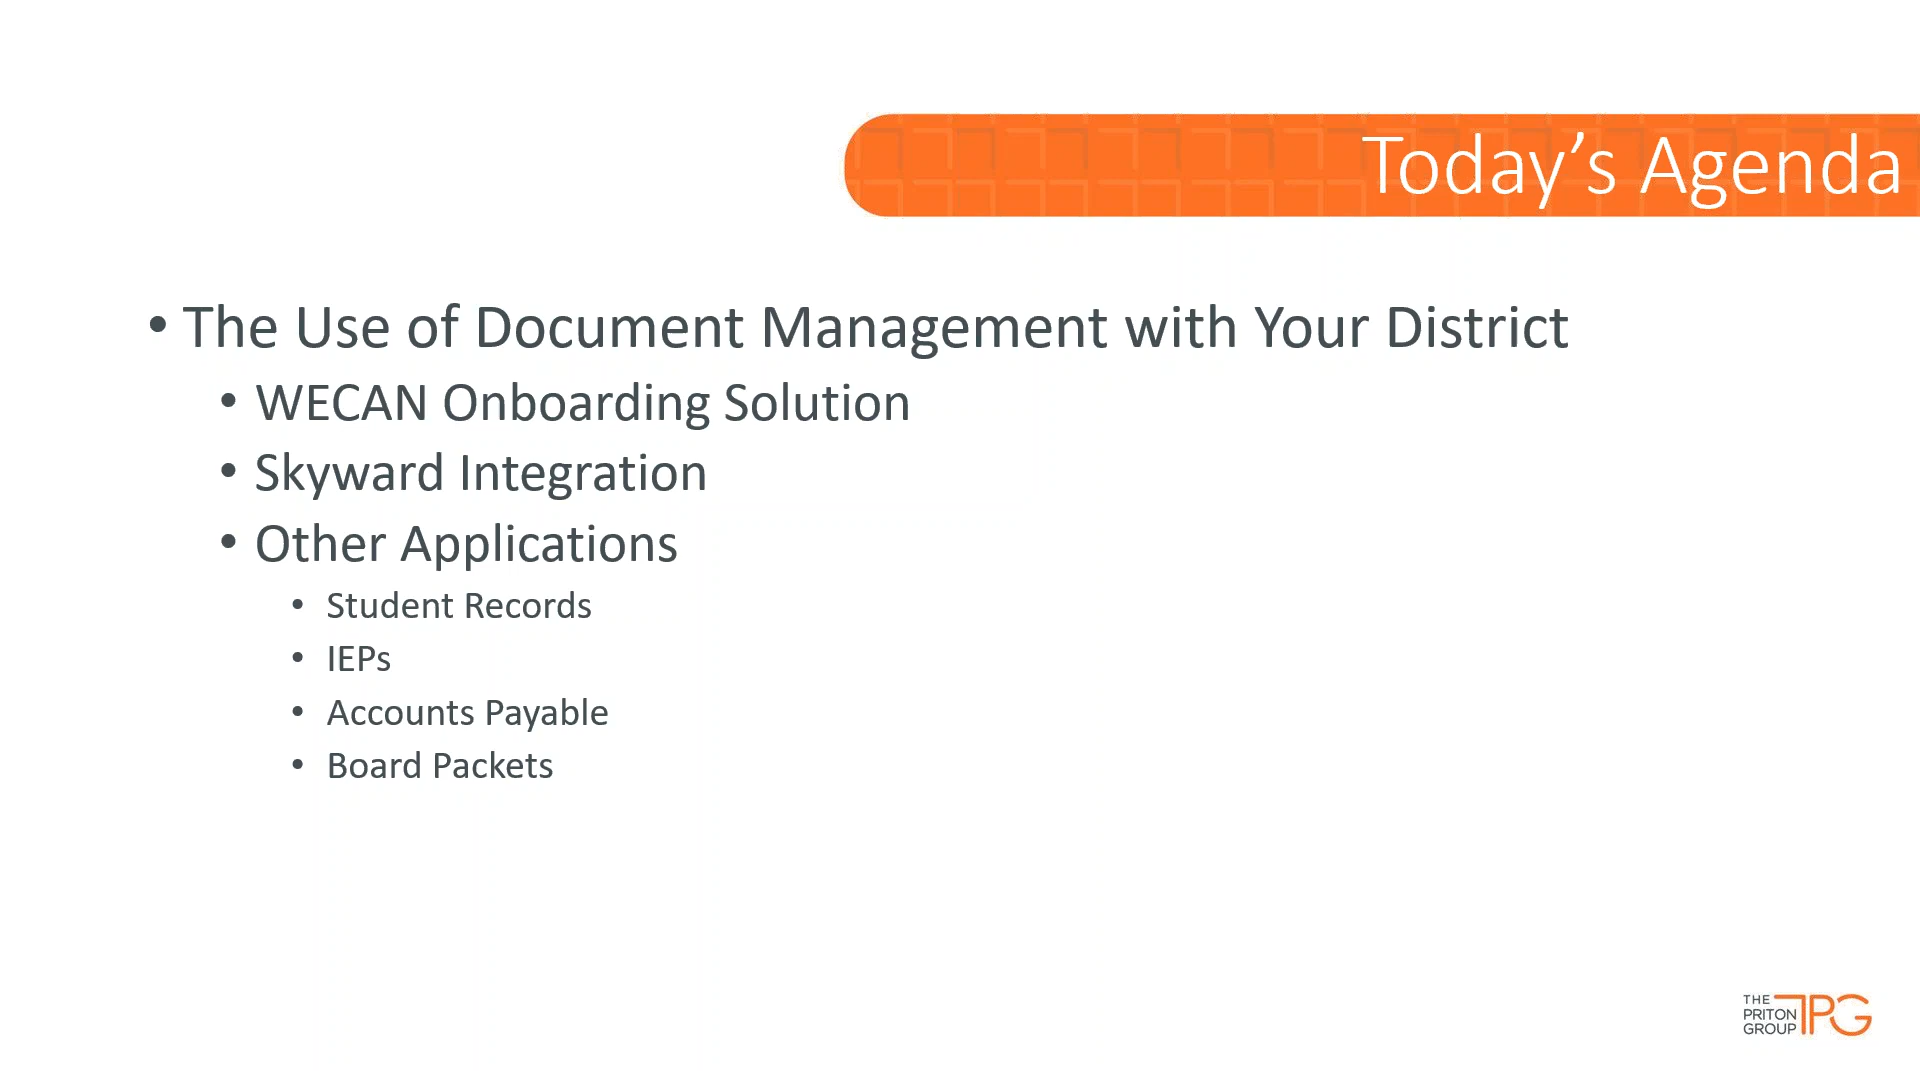 Today’s Agenda
• The Use of Document Management with Your District
• WECAN Onboarding Solution
• Skyward Integration
• Other Applications
• Student Records
• IEPs
• Accounts Payable
• Board Packets
THE
PRITON
GROUP
TPG